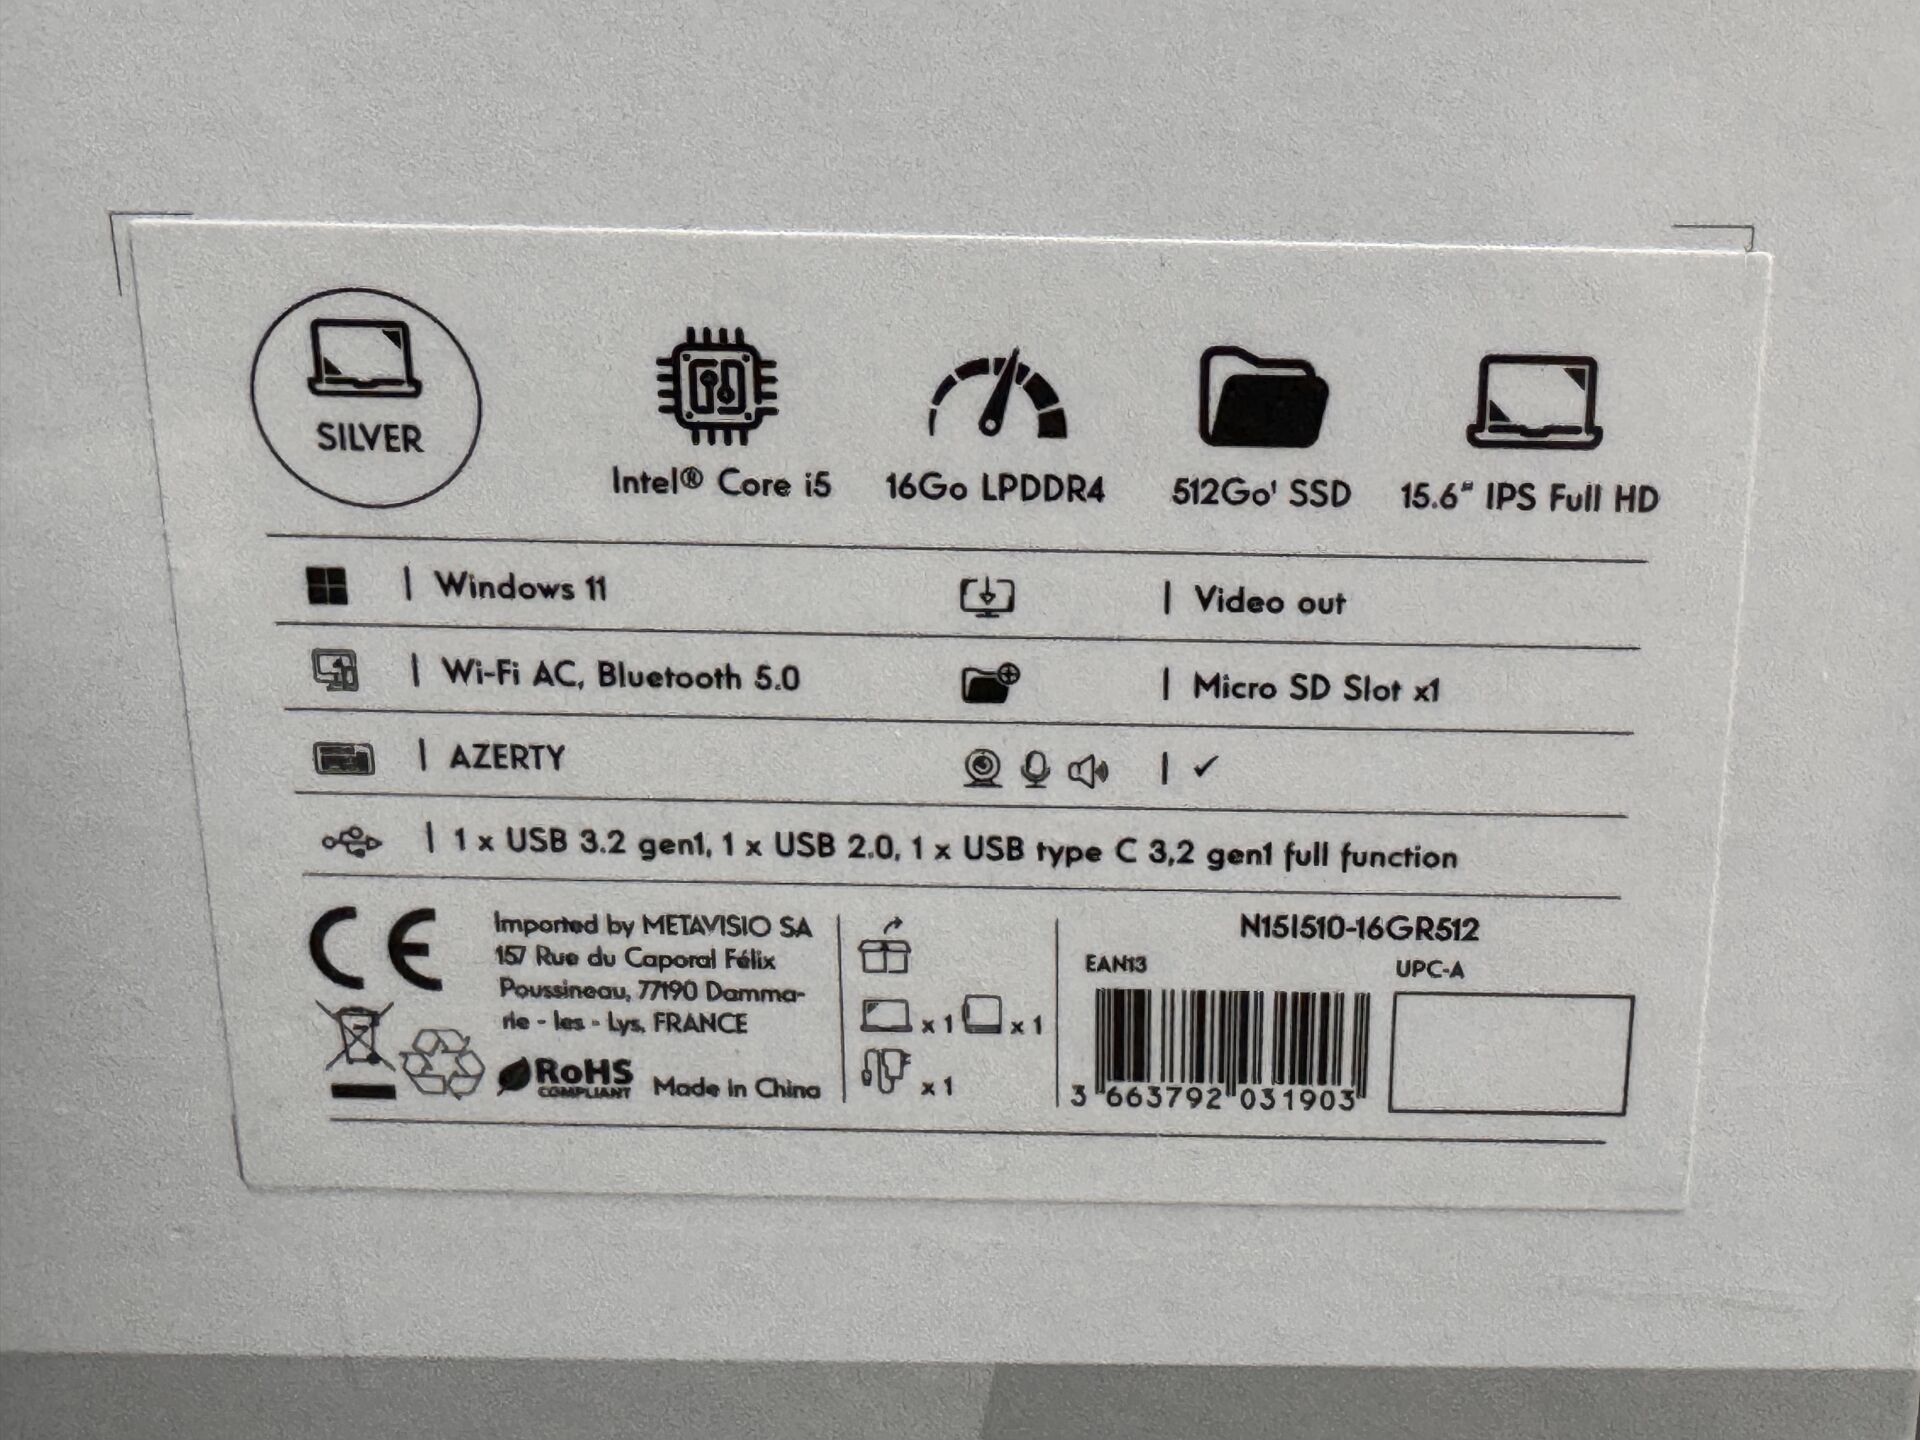 SILVER
Intel® Core i5
16Go LPDDR4
512Go¹ SSD
15.6" IPS Full HD
| Windows 11
| Video out
| Wi-Fi AC, Bluetooth 5.0
| Micro SD Slot x1
| AZERTY
| ✓
| 1 x USB 3.2 gen1, 1 x USB 2.0, 1 x USB type C 3,2 gen1 full function
CE
Imported by METAVISIO SA
157 Rue du Caporal Félix
Poussineau, 77190 Damma-
rie - les - Lys, FRANCE
RoHS
COMPLIANT
Made in China
x 1
x 1
x 1
N15I510-16GR512
EAN13
UPC-A
3 663792 031903